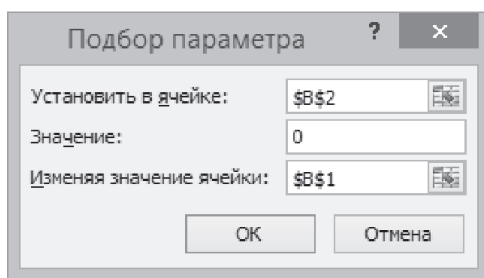 Подбор параметра ? ×
Установить в ячейке: $B$2
Значение: 0
Изменяя значение ячейки: $B$1
ОК Отмена